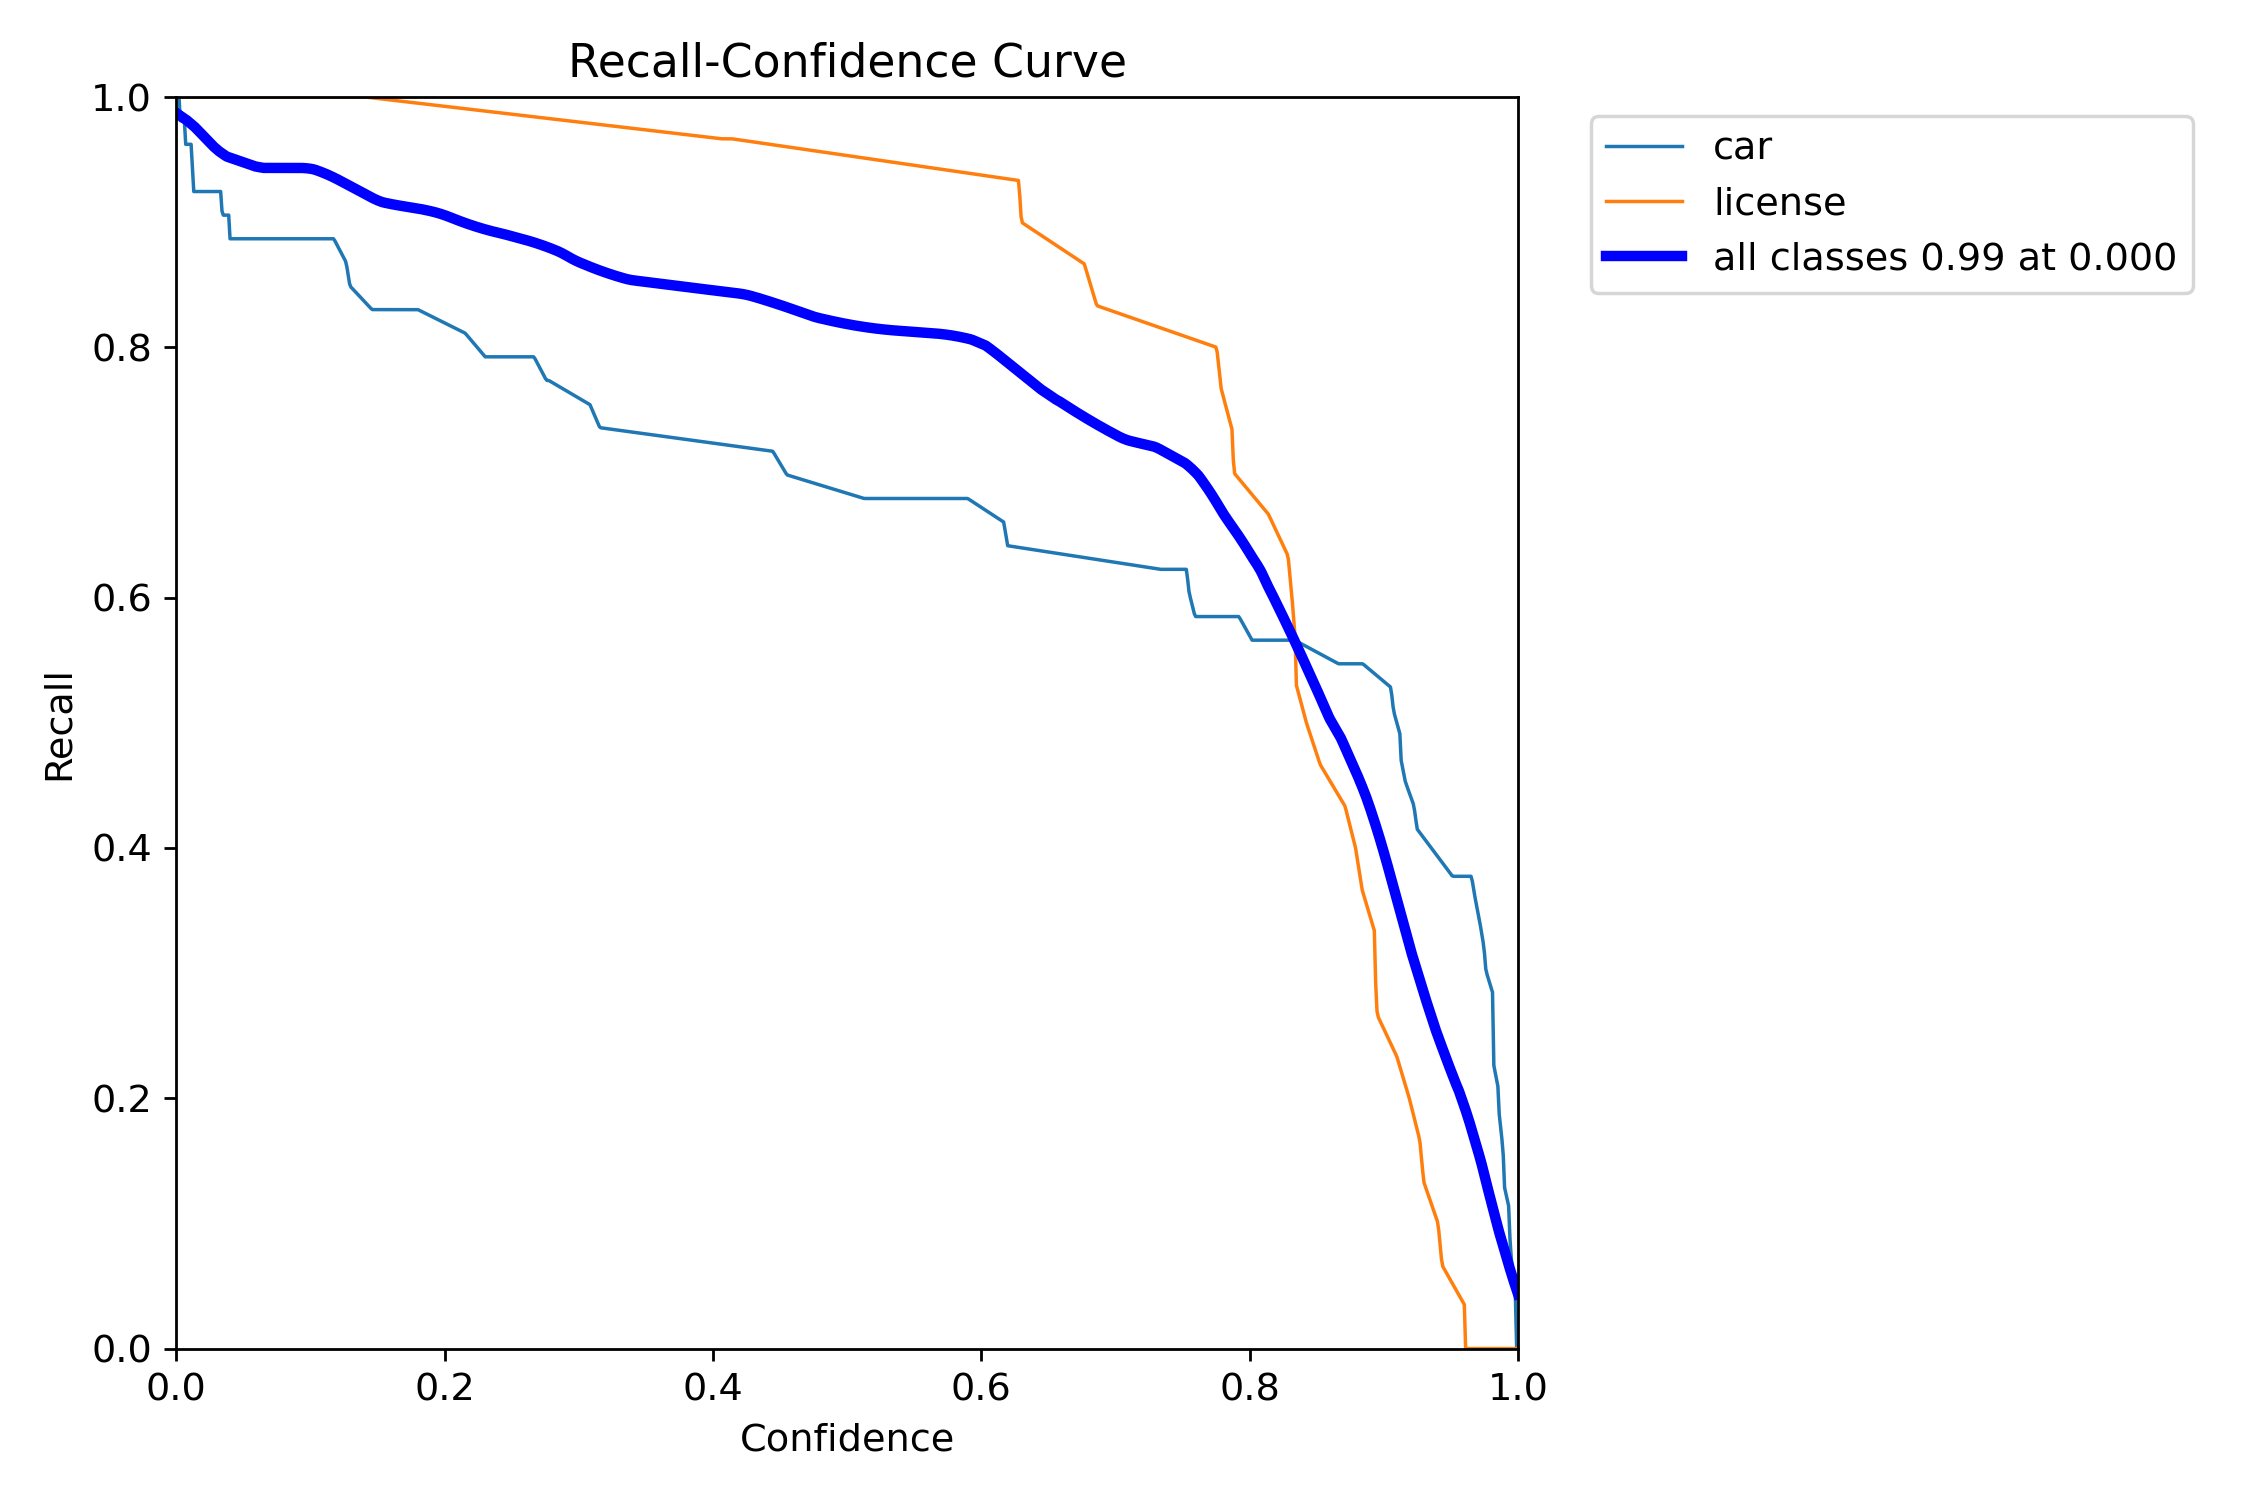 Recall-Confidence Curve
1.0
0.8
0.6
0.4
0.2
0.0
Recall
0.0 0.2 0.4 0.6 0.8 1.0
Confidence
car
license
all classes 0.99 at 0.000